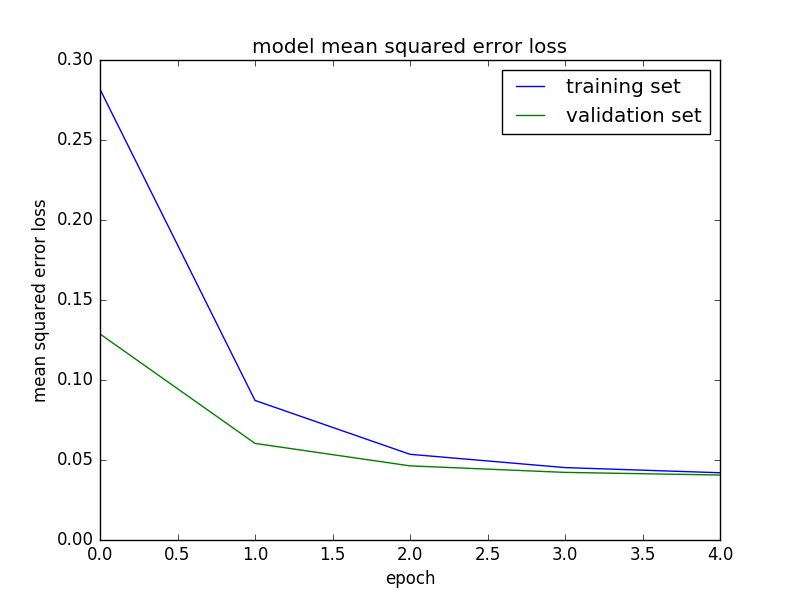 model mean squared error loss
training set
validation set
mean squared error loss
0.30
0.25
0.20
0.15
0.10
0.05
0.00
0.0 0.5 1.0 1.5 2.0 2.5 3.0 3.5 4.0
epoch